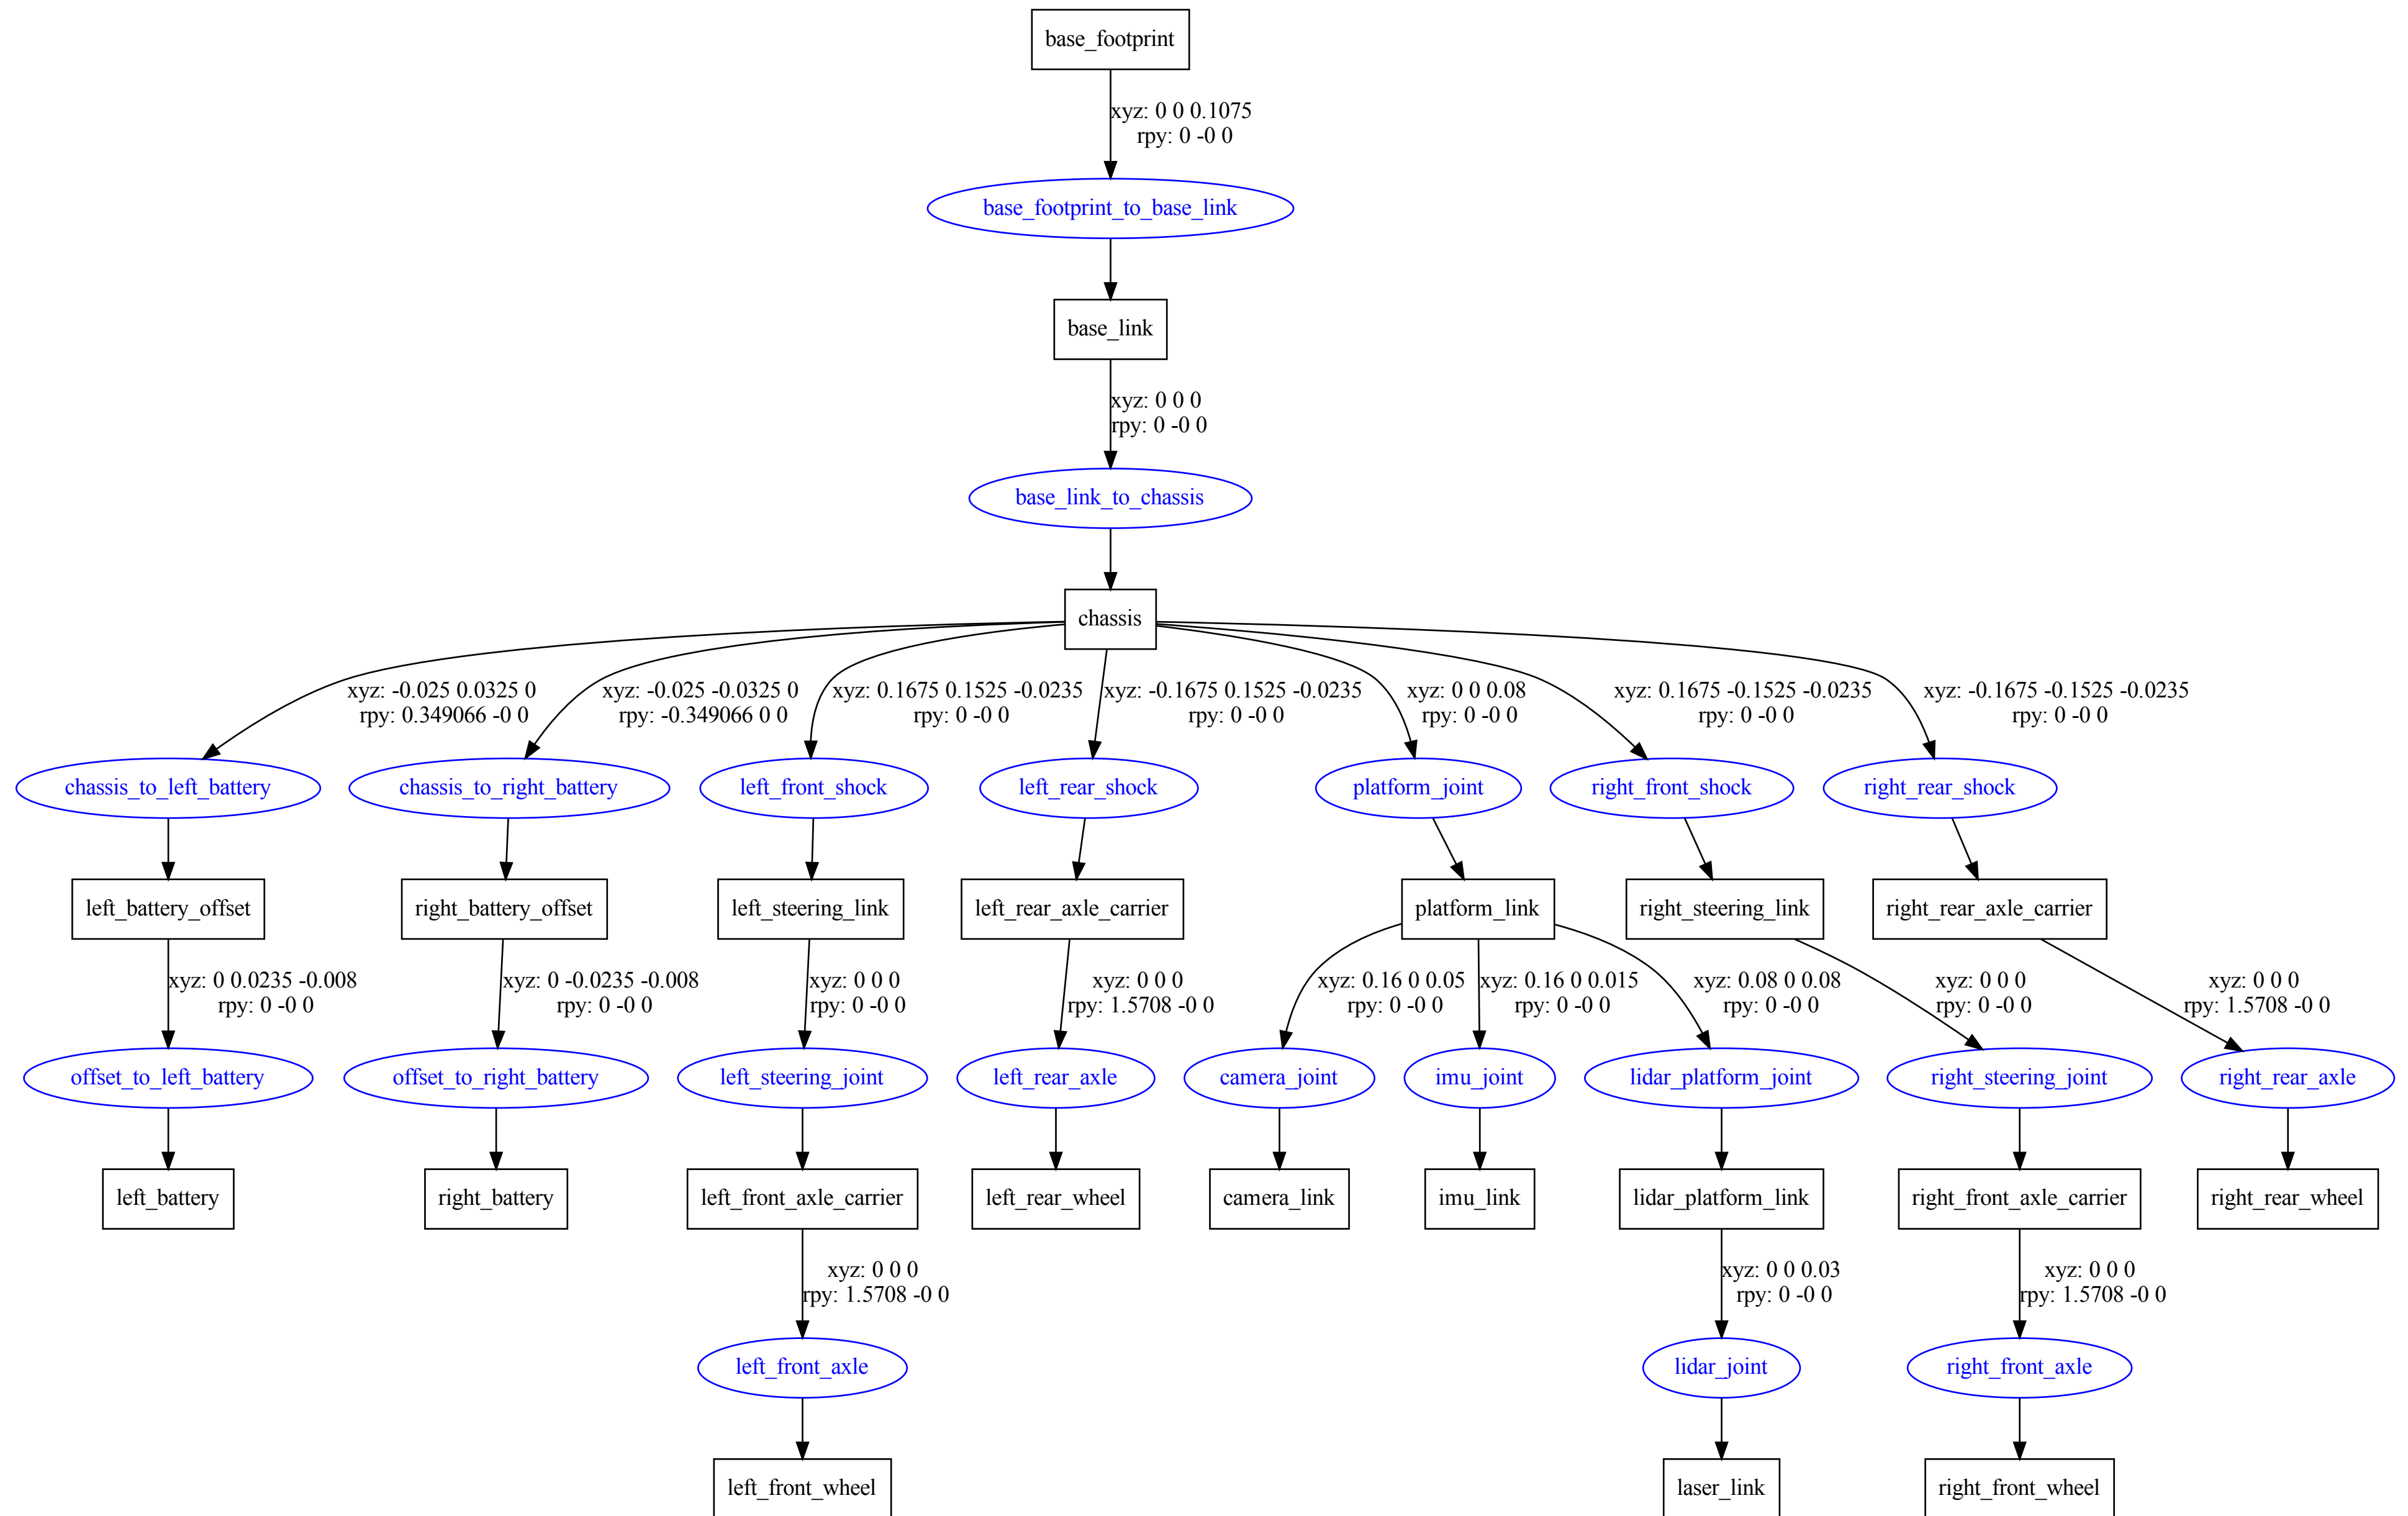 base_footprint
xyz: 0 0 0.1075
rpy: 0 -0 0
base_footprint_to_base_link
base_link
xyz: 0 0 0
rpy: 0 -0 0
base_link_to_chassis
chassis
xyz: -0.025 0.0325 0
rpy: 0.349066 -0 0
xyz: -0.025 -0.0325 0
rpy: -0.349066 0 0
xyz: 0.1675 0.1525 -0.0235
rpy: 0 -0 0
xyz: -0.1675 0.1525 -0.0235
rpy: 0 -0 0
xyz: 0 0 0.08
rpy: 0 -0 0
xyz: 0.1675 -0.1525 -0.0235
rpy: 0 -0 0
xyz: -0.1675 -0.1525 -0.0235
rpy: 0 -0 0
chassis_to_left_battery
chassis_to_right_battery
left_front_shock
left_rear_shock
platform_joint
right_front_shock
right_rear_shock
left_battery_offset
right_battery_offset
left_steering_link
left_rear_axle_carrier
platform_link
right_steering_link
right_rear_axle_carrier
xyz: 0 0.0235 -0.008
rpy: 0 -0 0
xyz: 0 -0.0235 -0.008
rpy: 0 -0 0
xyz: 0 0 0
rpy: 0 -0 0
xyz: 0 0 0
rpy: 1.5708 -0 0
xyz: 0.16 0 0.05
rpy: 0 -0 0
xyz: 0.16 0 0.015
rpy: 0 -0 0
xyz: 0.08 0 0.08
rpy: 0 -0 0
xyz: 0 0 0
rpy: 0 -0 0
xyz: 0 0 0
rpy: 1.5708 -0 0
offset_to_left_battery
offset_to_right_battery
left_steering_joint
left_rear_axle
camera_joint
imu_joint
lidar_platform_joint
right_steering_joint
right_rear_axle
left_battery
right_battery
left_front_axle_carrier
left_rear_wheel
camera_link
imu_link
lidar_platform_link
right_front_axle_carrier
right_rear_wheel
xyz: 0 0 0
rpy: 1.5708 -0 0
xyz: 0 0 0.03
rpy: 0 -0 0
xyz: 0 0 0
rpy: 1.5708 -0 0
left_front_axle
lidar_joint
right_front_axle
left_front_wheel
laser_link
right_front_wheel